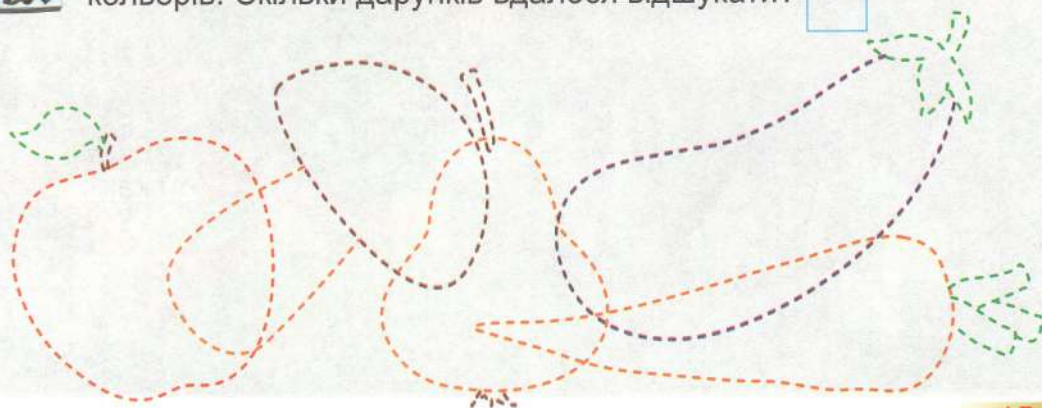 кольорів. Скільки дарунків вдалося відшукати?